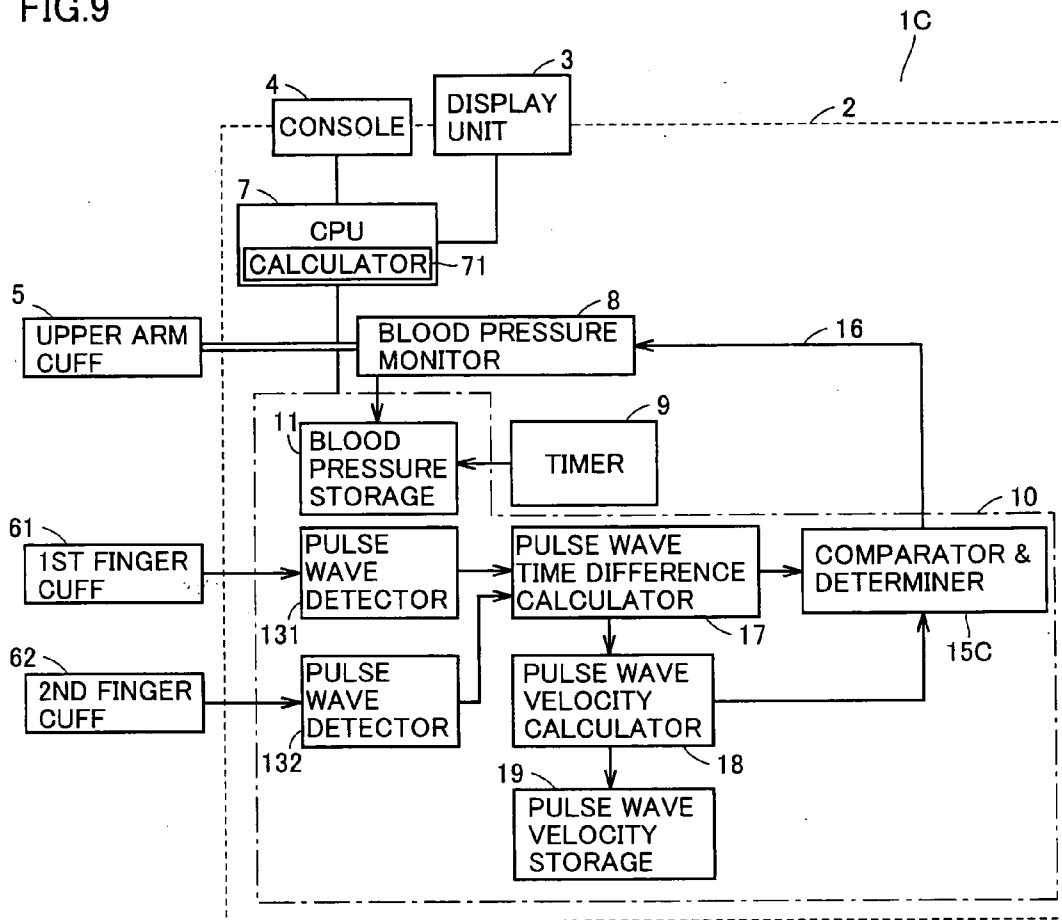 FIG.9
1C
3
4
DISPLAY
UNIT
2
CONSOLE
7
CPU
CALCULATOR
71
5
UPPER ARM
CUFF
8
BLOOD PRESSURE
MONITOR
16
11
BLOOD
PRESSURE
STORAGE
9
TIMER
10
61
1ST FINGER
CUFF
PULSE
WAVE
DETECTOR
131
PULSE WAVE
TIME DIFFERENCE
CALCULATOR
17
COMPARATOR &
DETERMINER
15C
62
2ND FINGER
CUFF
PULSE
WAVE
DETECTOR
132
PULSE WAVE
VELOCITY
CALCULATOR
18
19
PULSE WAVE
VELOCITY
STORAGE